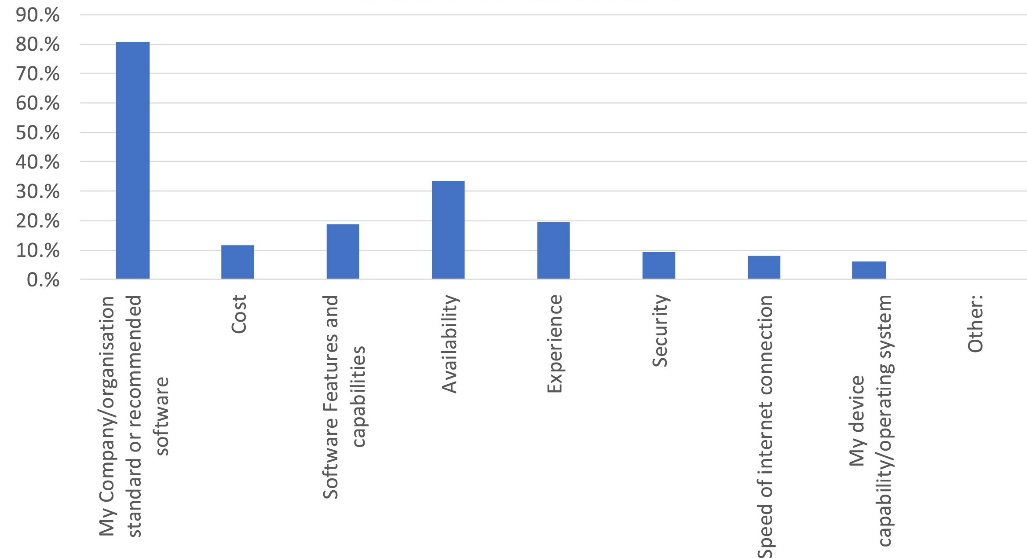 90.%
80.%
70.%
60.%
50.%
40.%
30.%
20.%
10.%
0.%
My Company/organisation
standard or recommended
software
Cost
Software Features and
capabilities
Availability
Experience
Security
Speed of internet connection
My device
capability/operating system
Other: